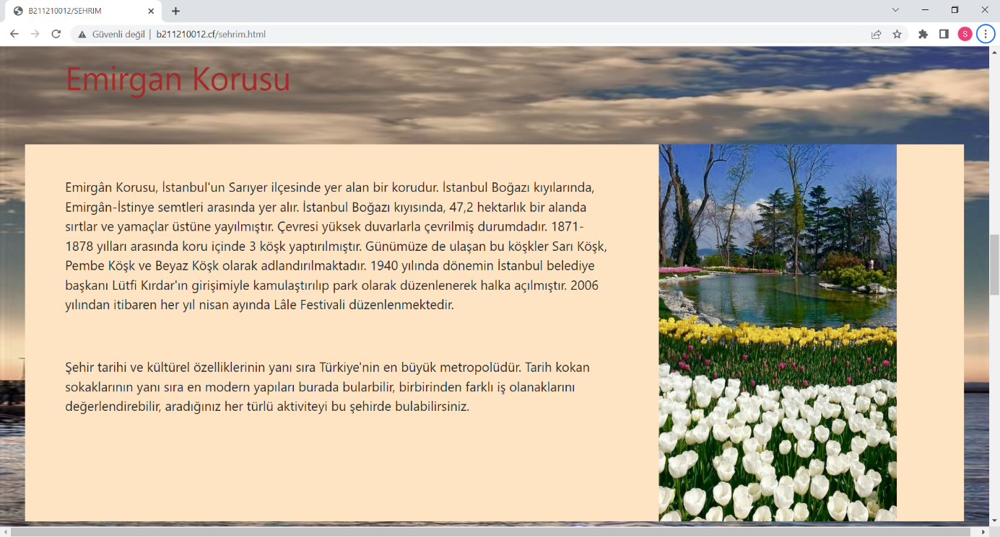 B211210012/SEHRIM
Güvenli değil | b211210012.cf/sehrim.html
S
Emirgan Korusu
Emirgân Korusu, İstanbul'un Sarıyer ilçesinde yer alan bir korudur. İstanbul Boğazı kıyılarında,
Emirgân-İstinye semtleri arasında yer alır. İstanbul Boğazı kıyısında, 47,2 hektarlık bir alanda
sırtlar ve yamaçlar üstüne yayılmıştır. Çevresi yüksek duvarlarla çevrilmiş durumdadır. 1871-
1878 yılları arasında koru içinde 3 köşk yaptırılmıştır. Günümüze de ulaşan bu köşkler Sarı Köşk,
Pembe Köşk ve Beyaz Köşk olarak adlandırılmaktadır. 1940 yılında dönemin İstanbul belediye
başkanı Lütfi Kırdar'ın girişimiyle kamulaştırılıp park olarak düzenlenerek halka açılmıştır. 2006
yılından itibaren her yıl nisan ayında Lâle Festivali düzenlenmektedir.
Şehir tarihi ve kültürel özelliklerinin yanı sıra Türkiye'nin en büyük metropolüdür. Tarih kokan
sokaklarının yanı sıra en modern yapıları burada bularbilir, birbirinden farklı iş olanaklarını
değerlendirebilir, aradığınız her türlü aktiviteyi bu şehirde bulabilirsiniz.